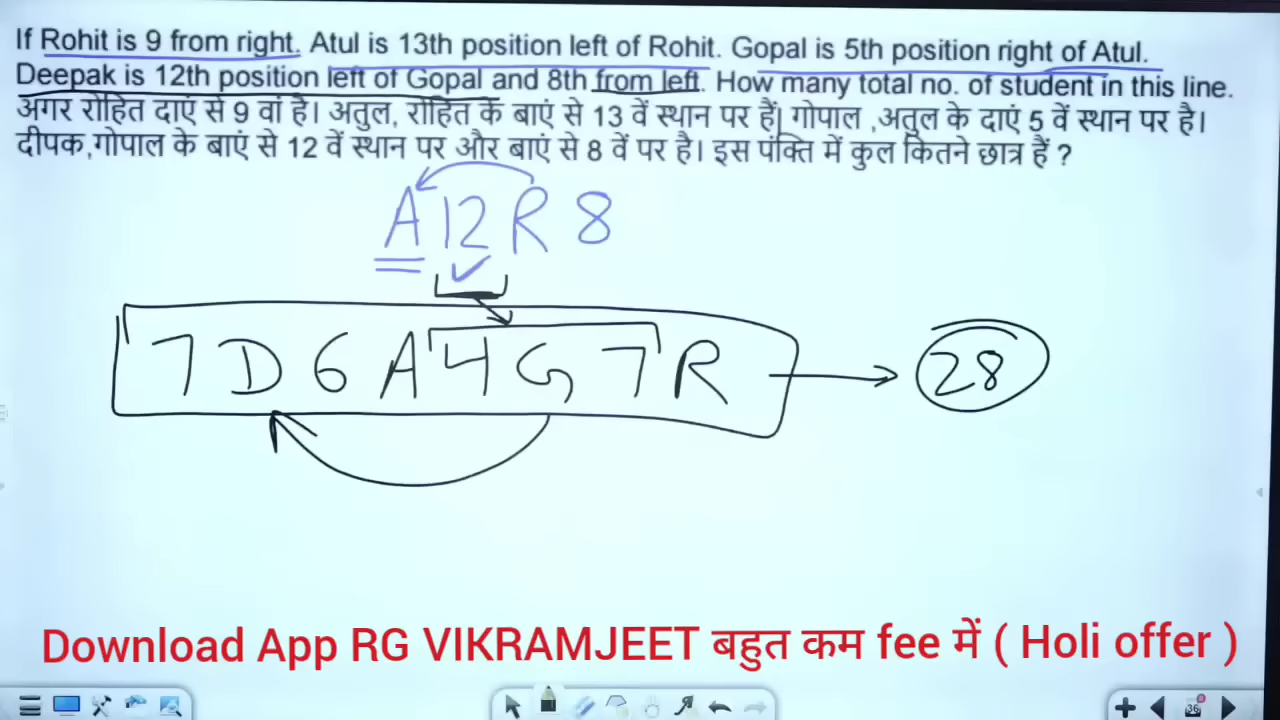 If Rohit is 9 from right. Atul is 13th position left of Rohit. Gopal is 5th position right of Atul.
Deepak is 12th position left of Gopal and 8th from left. How many total no. of student in this line.
अगर रोहित दाएं से 9 वां है। अतुल, रोहित के बाएं से 13 वें स्थान पर हैं| गोपाल ,अतुल के दाएं 5 वें स्थान पर है।
दीपक,गोपाल के बाएं से 12 वें स्थान पर और बाएं से 8 वें पर है। इस पंक्ति में कुल कितने छात्र हैं ?
A 12 R 8
7 D 6 A 4 G 7 R 28
Download App RG VIKRAMJEET बहुत कम fee में ( Holi offer )
36